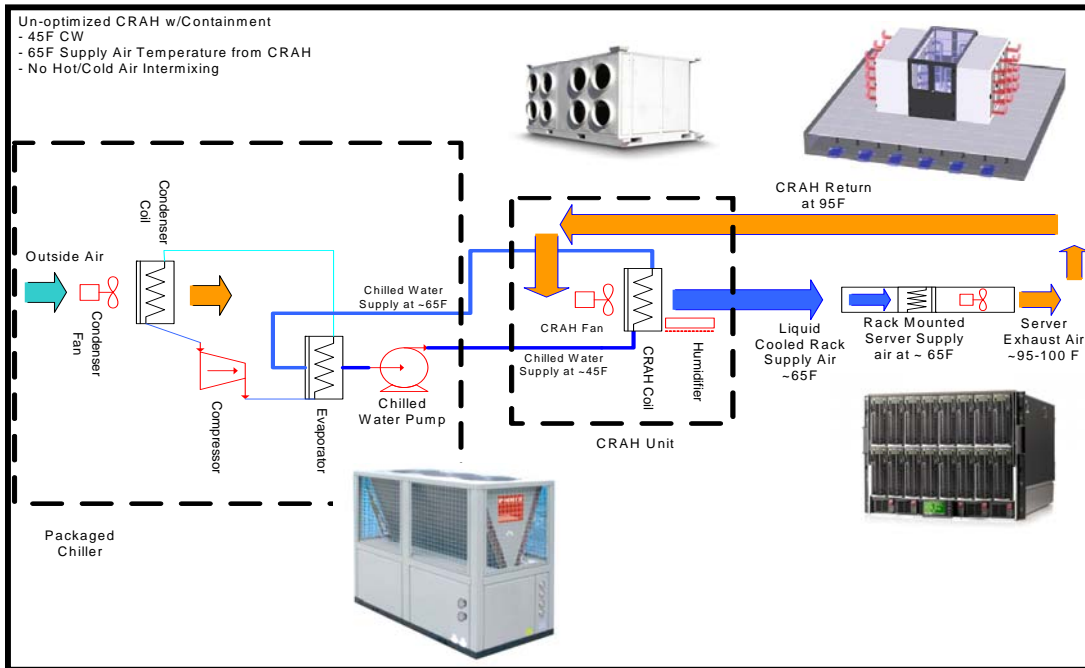 Un-optimized CRAH w/Containment
- 45F CW
- 65F Supply Air Temperature from CRAH
- No Hot/Cold Air Intermixing
CRAH Return
at 95F
Condenser
Coil
Outside Air
Condenser
Fan
Compressor
Evaporator
Chilled Water
Supply at ~65F
Chilled
Water Pump
Chilled Water
Supply at ~45F
CRAH Fan
CRAH Coil
Humidifier
CRAH Unit
Liquid
Cooled Rack
Supply Air
~65F
Rack Mounted
Server Supply
air at ~ 65F
Server
Exhaust Air
~95-100 F
Packaged
Chiller